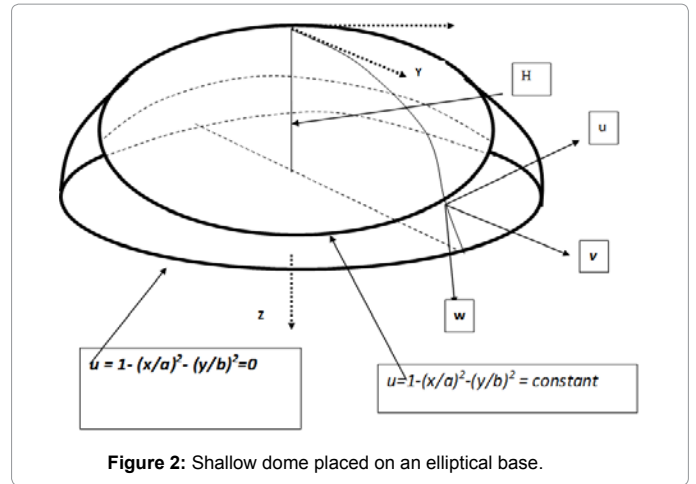 Y
H
u
v
w
Z
u = 1- (x/a)² - (y/b)²=0
u=1-(x/a)²-(y/b)² = constant
Figure 2: Shallow dome placed on an elliptical base.